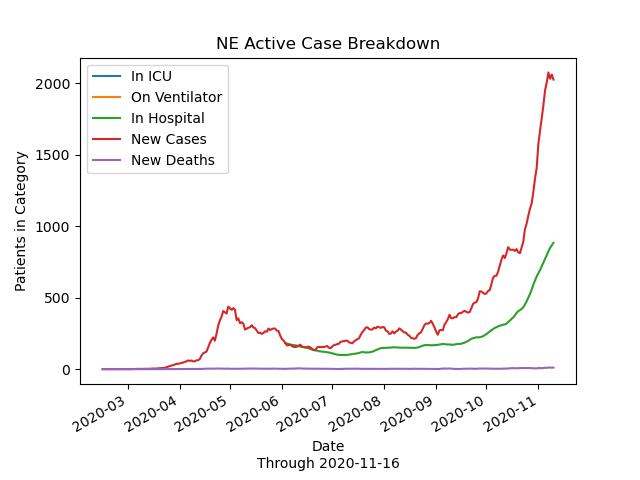 NE Active Case Breakdown
In ICU
On Ventilator
In Hospital
New Cases
New Deaths
Patients in Category
2000
1500
1000
500
0
2020-03
2020-04
2020-05
2020-06
2020-07
2020-08
2020-09
2020-10
2020-11
Date
Through 2020-11-16